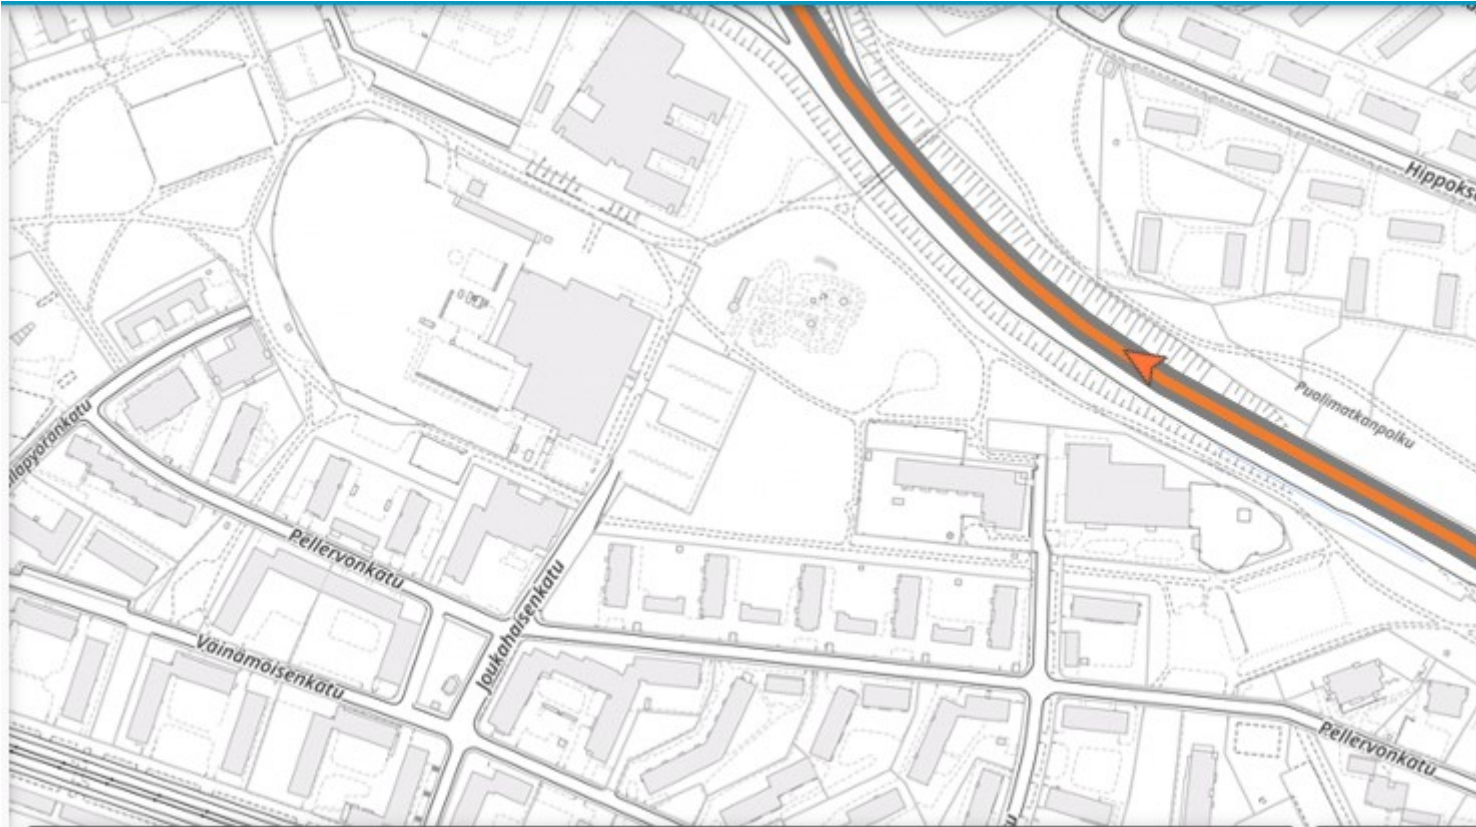 Hippoks
Puolimatkanpolku
Pellervonkatu
Joukahaisenkatu
Väinämöisenkatu
Pellervonkatu